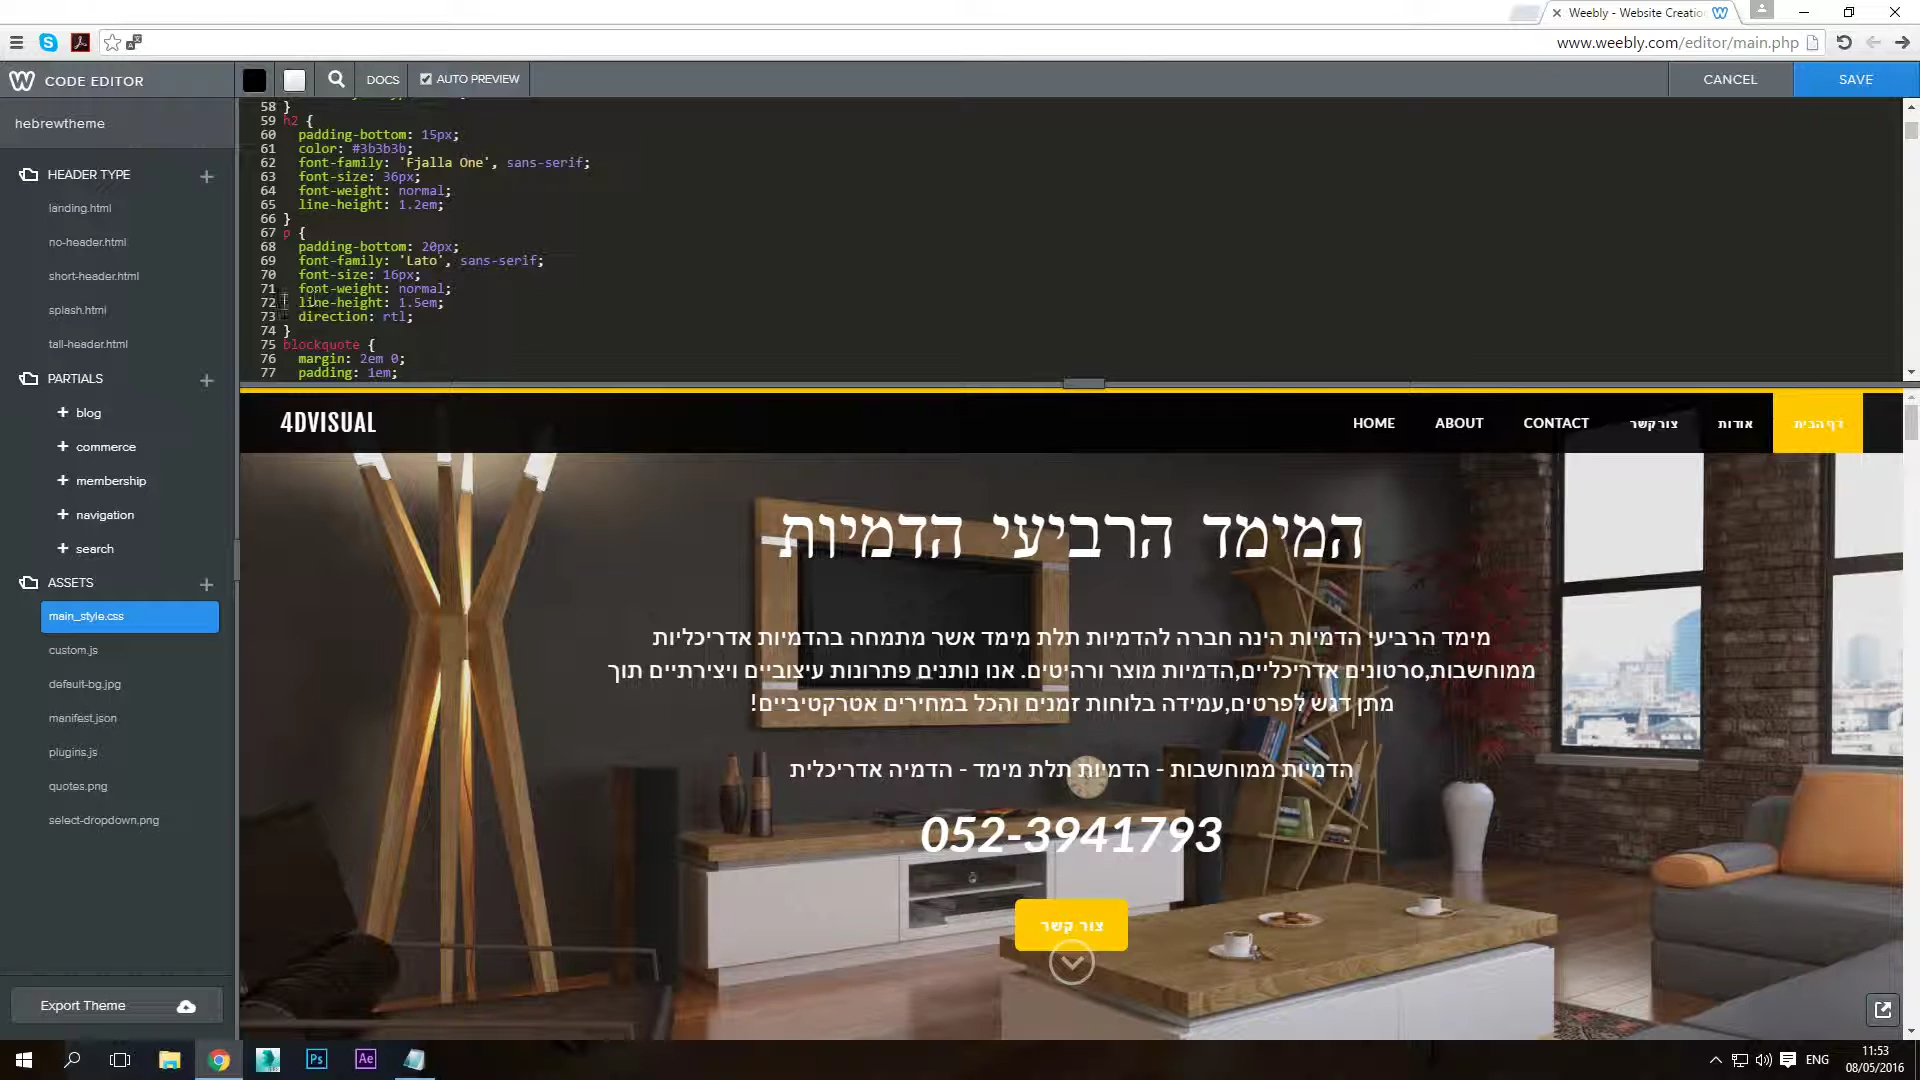 Weebly - Website Creatio
www.weebly.com/editor/main.php
CODE EDITOR
DOCS
AUTO PREVIEW
CANCEL
SAVE
hebrewtheme
HEADER TYPE
landing.html
no-header.html
short-header.html
splash.html
tall-header.html
PARTIALS
blog
commerce
membership
navigation
search
ASSETS
main_style.css
custom.js
default-bg.jpg
manifest.json
plugins.js
quotes.png
select-dropdown.png
Export Theme
58 }
59 h2 {
60 padding-bottom: 15px;
61 color: #3b3b3b;
62 font-family: 'Fjalla One', sans-serif;
63 font-size: 36px;
64 font-weight: normal;
65 line-height: 1.2em;
66 }
67 p {
68 padding-bottom: 20px;
69 font-family: 'Lato', sans-serif;
70 font-size: 16px;
71 font-weight: normal;
72 line-height: 1.5em;
73 direction: rtl;
74 }
75 blockquote {
76 margin: 2em 0;
77 padding: 1em;
4DVISUAL
HOME
ABOUT
CONTACT
צור קשר
אודות
דף הבית
המימד הרביעי הדמיות
מימד הרביעי הדמיות הינה חברה להדמיות תלת מימד אשר מתמחה בהדמיות אדריכליות
ממוחשבות,סרטונים אדריכליים,הדמיות מוצר ורהיטים. אנו נותנים פתרונות עיצוביים ויצירתיים תוך
מתן דגש לפרטים,עמידה בלוחות זמנים והכל במחירים אטרקטיביים!
הדמיות ממוחשבות - הדמיות תלת מימד - הדמיה אדריכלית
052-3941793
צור קשר
Ps
Ae
ENG
11:53
08/05/2016